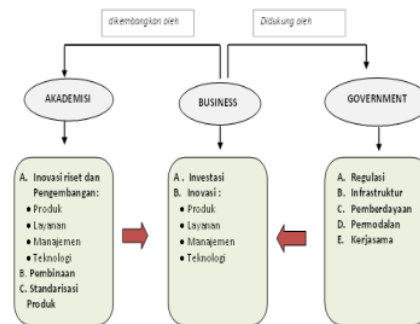 dikembangkan oleh
Didukung oleh
AKADEMISI
BUSINESS
GOVERNMENT
A. Inovasi riset dan
Pengembangan:
• Produk
• Layanan
• Manajemen
• Teknologi
B. Pembinaan
C. Standarisasi
Produk
A . Investasi
B. Inovasi :
• Produk
• Layanan
• Manajemen
• Teknologi
A. Regulasi
B. Infrastruktur
C. Pemberdayaan
D. Permodalan
E. Kerjasama